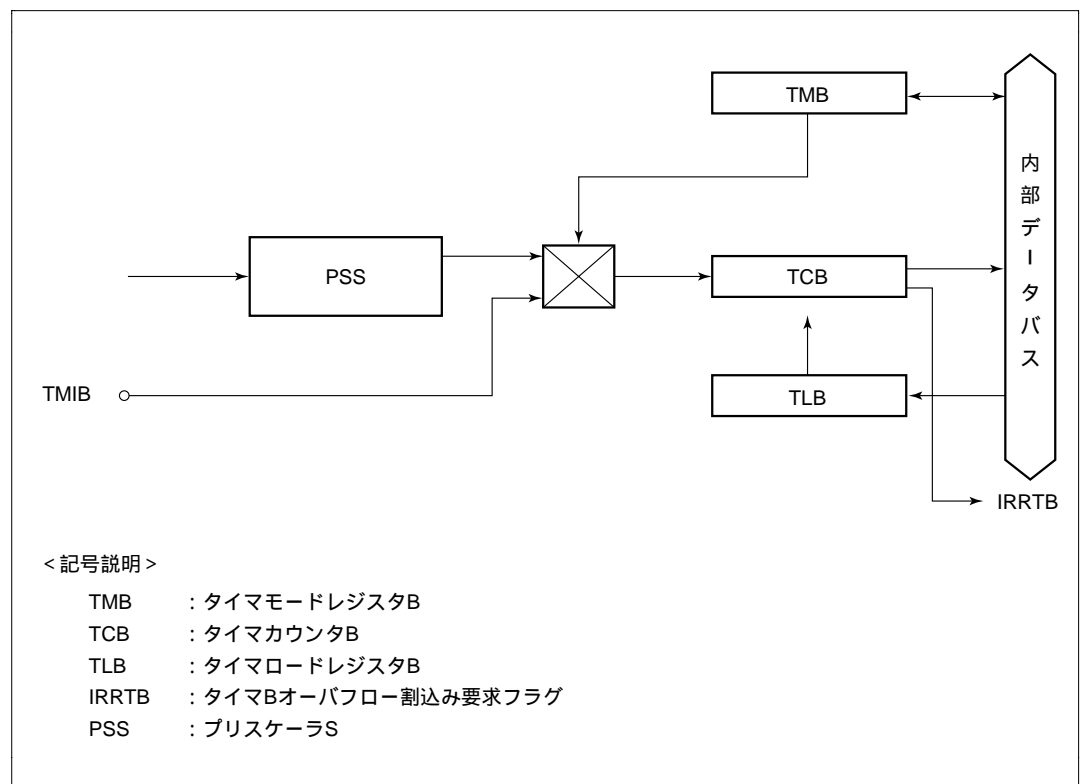 TMB
内部データバス
PSS
TCB
TMIB
TLB
IRRTB
<記号説明>
TMB :タイマモードレジスタB
TCB :タイマカウンタB
TLB :タイマロードレジスタB
IRRTB :タイマBオーバフロー割込み要求フラグ
PSS :プリスケーラS